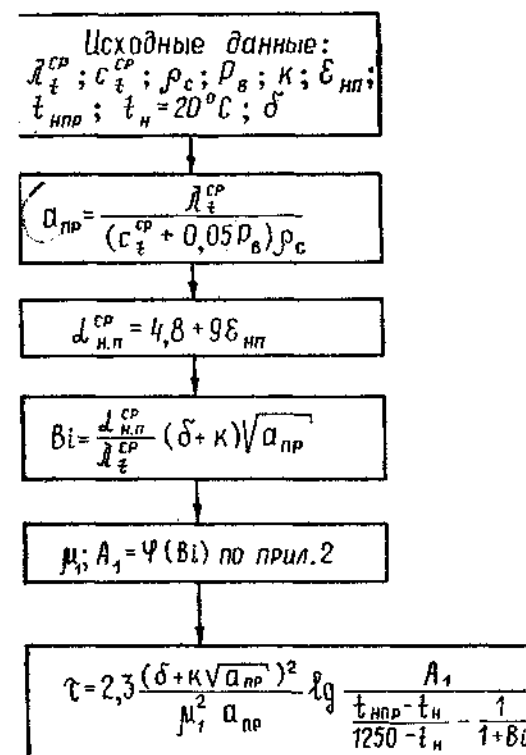 Исходные данные:
λ_t^ср; c_t^ср; ρ_c; P_в; к; ε_нп;
t_нпр; t_н=20°C; δ
a_пр = λ_t^ср / ((c_t^ср + 0,05P_в)ρ_c)
α_н.п^ср = 4,8 + 9ε_нп
Bi = α_н.п^ср / λ_t^ср (δ+к)√a_пр
μ_1; A_1 = Ψ(Bi) по прил. 2
τ = 2,3 (δ+к√a_пр)² / (μ_1² a_пр) lg A_1 / ((t_нпр - t_н) / (1250 - t_н) - 1 / (1+Bi